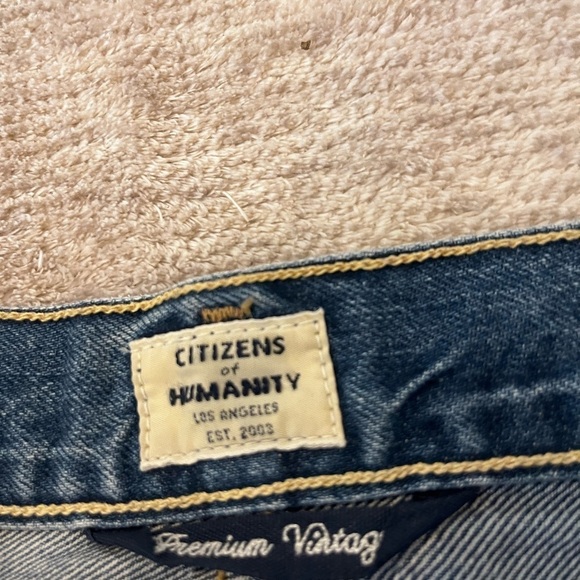 CITIZENS
of
HUMANITY
LOS ANGELES
EST. 2003
Premium Vintag